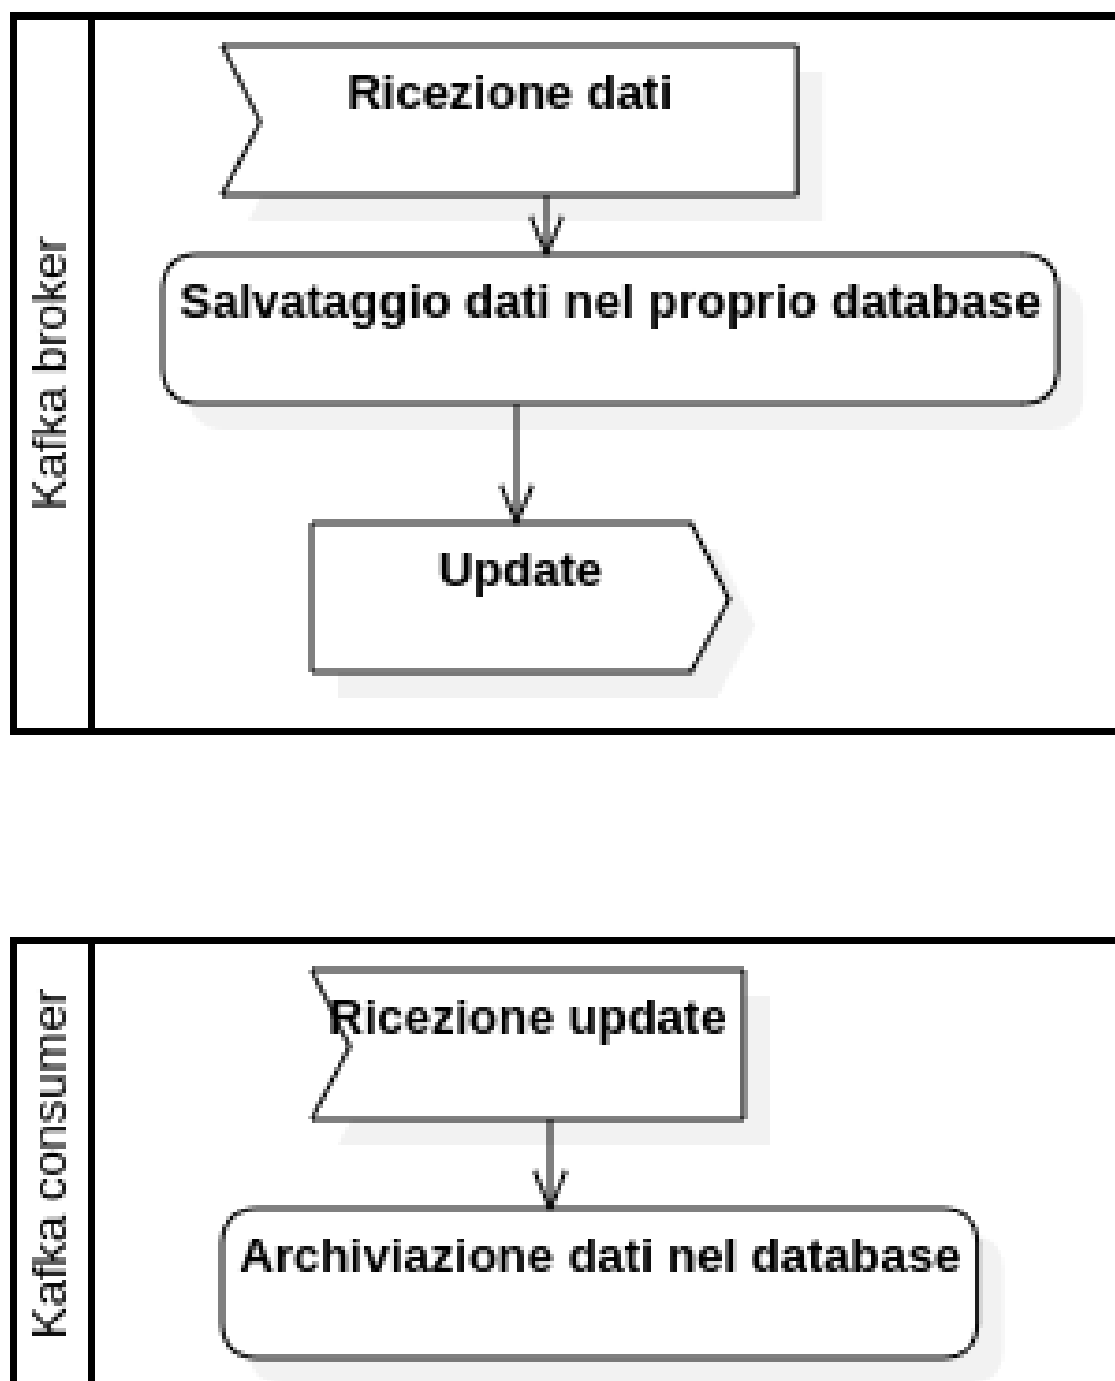 Kafka broker
Ricezione dati
Salvataggio dati nel proprio database
Update
Kafka consumer
Ricezione update
Archiviazione dati nel database